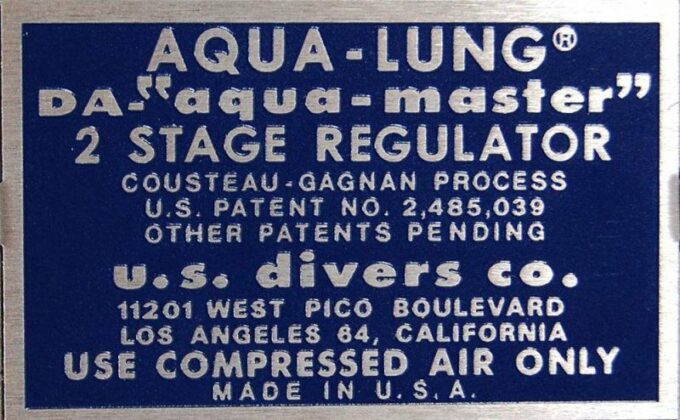 AQUA-LUNG®
DA-"aqua-master"
2 STAGE REGULATOR
COUSTEAU-GAGNAN PROCESS
U.S. PATENT NO. 2,485,039
OTHER PATENTS PENDING
u.s. divers co.
11201 WEST PICO BOULEVARD
LOS ANGELES 64, CALIFORNIA
USE COMPRESSED AIR ONLY
MADE IN U.S.A.